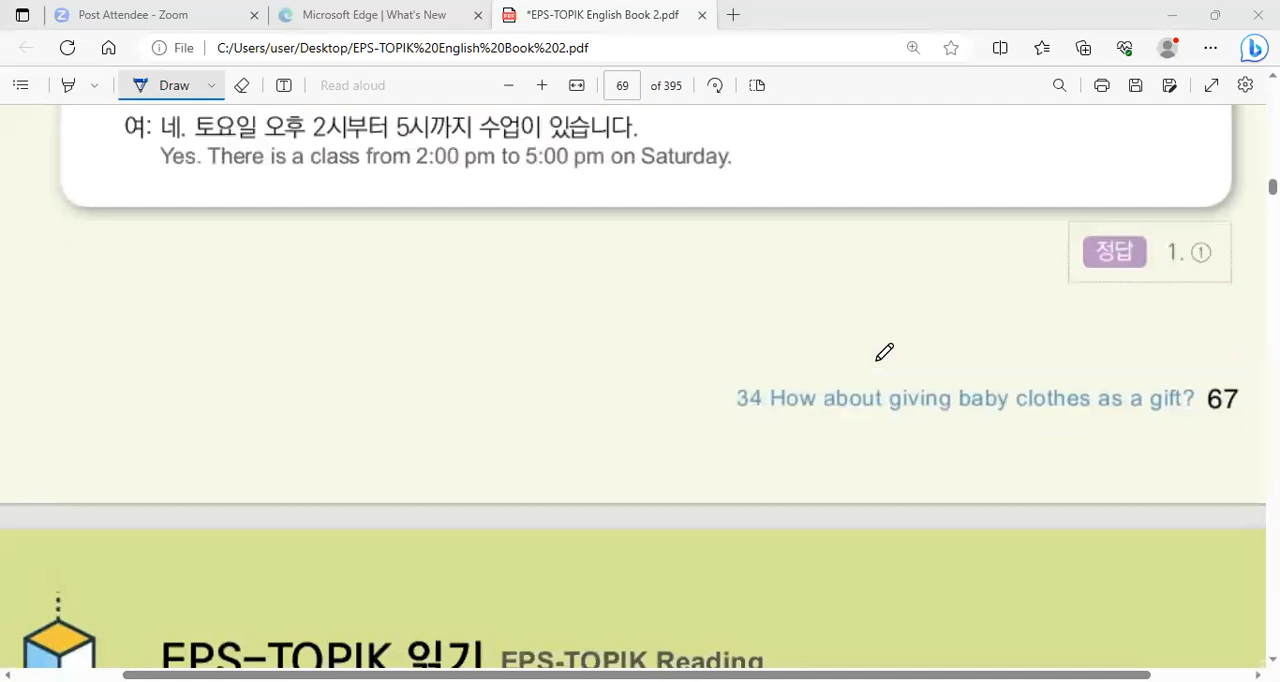 Post Attendee - Zoom
Microsoft Edge | What's New
*EPS-TOPIK English Book 2.pdf
File
C:/Users/user/Desktop/EPS-TOPIK%20English%20Book%202.pdf
Draw
Read aloud
69
of 395
여: 네. 토요일 오후 2시부터 5시까지 수업이 있습니다.
Yes. There is a class from 2:00 pm to 5:00 pm on Saturday.
정답 1. ①
34 How about giving baby clothes as a gift? 67
EPS-TOPIK 읽기 EPS-TOPIK Reading